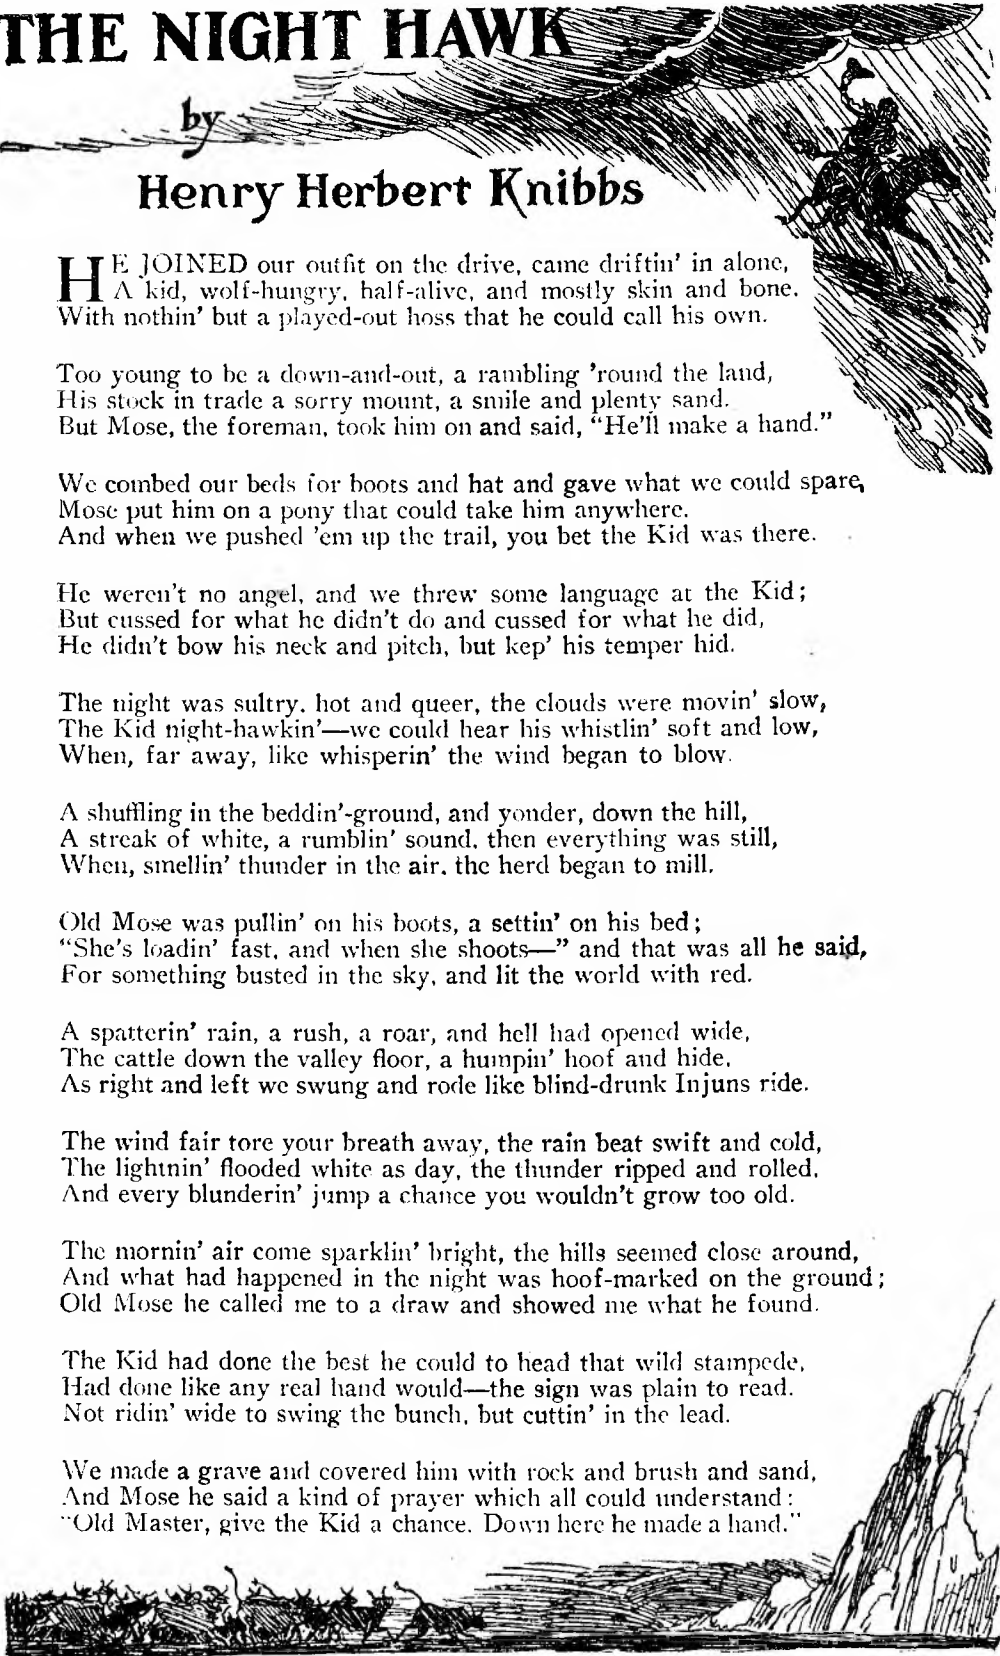 THE NIGHT HAWK
by
Henry Herbert Knibbs
HE JOINED our outfit on the drive, came driftin' in alone,
A kid, wolf-hungry, half-alive, and mostly skin and bone.
With nothin' but a played-out hoss that he could call his own.
Too young to be a down-and-out, a rambling 'round the land,
His stock in trade a sorry mount, a smile and plenty sand.
But Mose, the foreman, took him on and said, "He'll make a hand."
We combed our beds for boots and hat and gave what we could spare,
Mose put him on a pony that could take him anywhere.
And when we pushed 'em up the trail, you bet the Kid was there.
He weren't no angel, and we threw some language at the Kid;
But cussed for what he didn't do and cussed for what he did,
He didn't bow his neck and pitch, but kep' his temper hid.
The night was sultry, hot and queer, the clouds were movin' slow,
The Kid night-hawkin'—we could hear his whistlin' soft and low,
When, far away, like whisperin' the wind began to blow.
A shuffling in the beddin'-ground, and yonder, down the hill,
A streak of white, a rumblin' sound, then everything was still,
When, smellin' thunder in the air, the herd began to mill.
Old Mose was pullin' on his boots, a settin' on his bed;
"She's loadin' fast, and when she shoots—" and that was all he said,
For something busted in the sky, and lit the world with red.
A spatterin' rain, a rush, a roar, and hell had opened wide,
The cattle down the valley floor, a humpin' hoof and hide,
As right and left we swung and rode like blind-drunk Injuns ride.
The wind fair tore your breath away, the rain beat swift and cold,
The lightnin' flooded white as day, the thunder ripped and rolled,
And every blunderin' jump a chance you wouldn't grow too old.
The mornin' air come sparklin' bright, the hills seemed close around,
And what had happened in the night was hoof-marked on the ground;
Old Mose he called me to a draw and showed me what he found.
The Kid had done the best he could to head that wild stampede,
Had done like any real hand would—the sign was plain to read.
Not ridin' wide to swing the bunch, but cuttin' in the lead.
We made a grave and covered him with rock and brush and sand,
And Mose he said a kind of prayer which all could understand:
"Old Master, give the Kid a chance. Down here he made a hand."